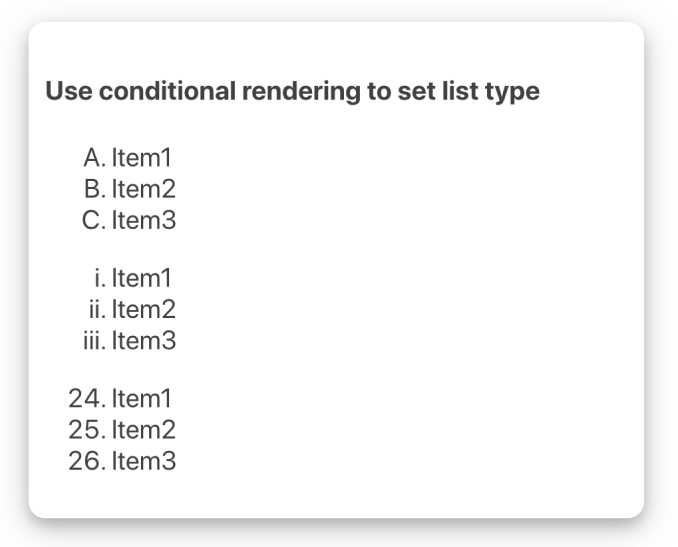 Use conditional rendering to set list type
A. Item1
B. Item2
C. Item3
i. Item1
ii. Item2
iii. Item3
24. Item1
25. Item2
26. Item3